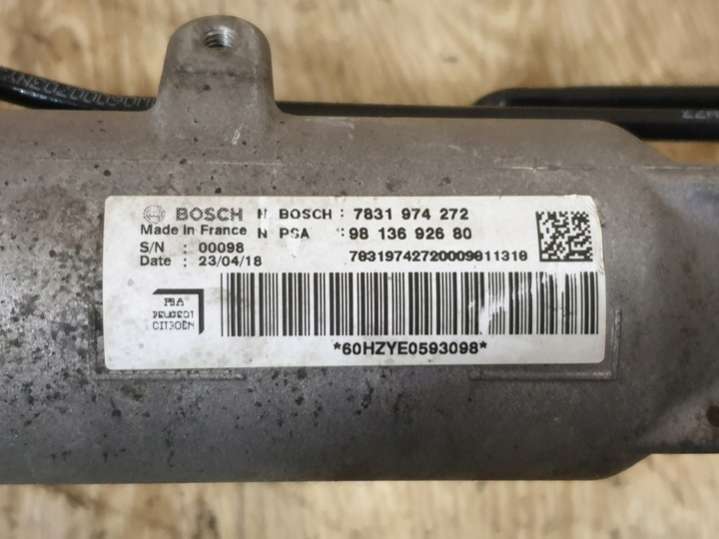 BOSCH N BOSCH : 7831 974 272
Made in France N PSA : 98 136 926 80
S/N : 00098
Date : 23/04/18 78319742720009811318
PSA
PEUGEOT
CITROËN
*60HZYE0593098*